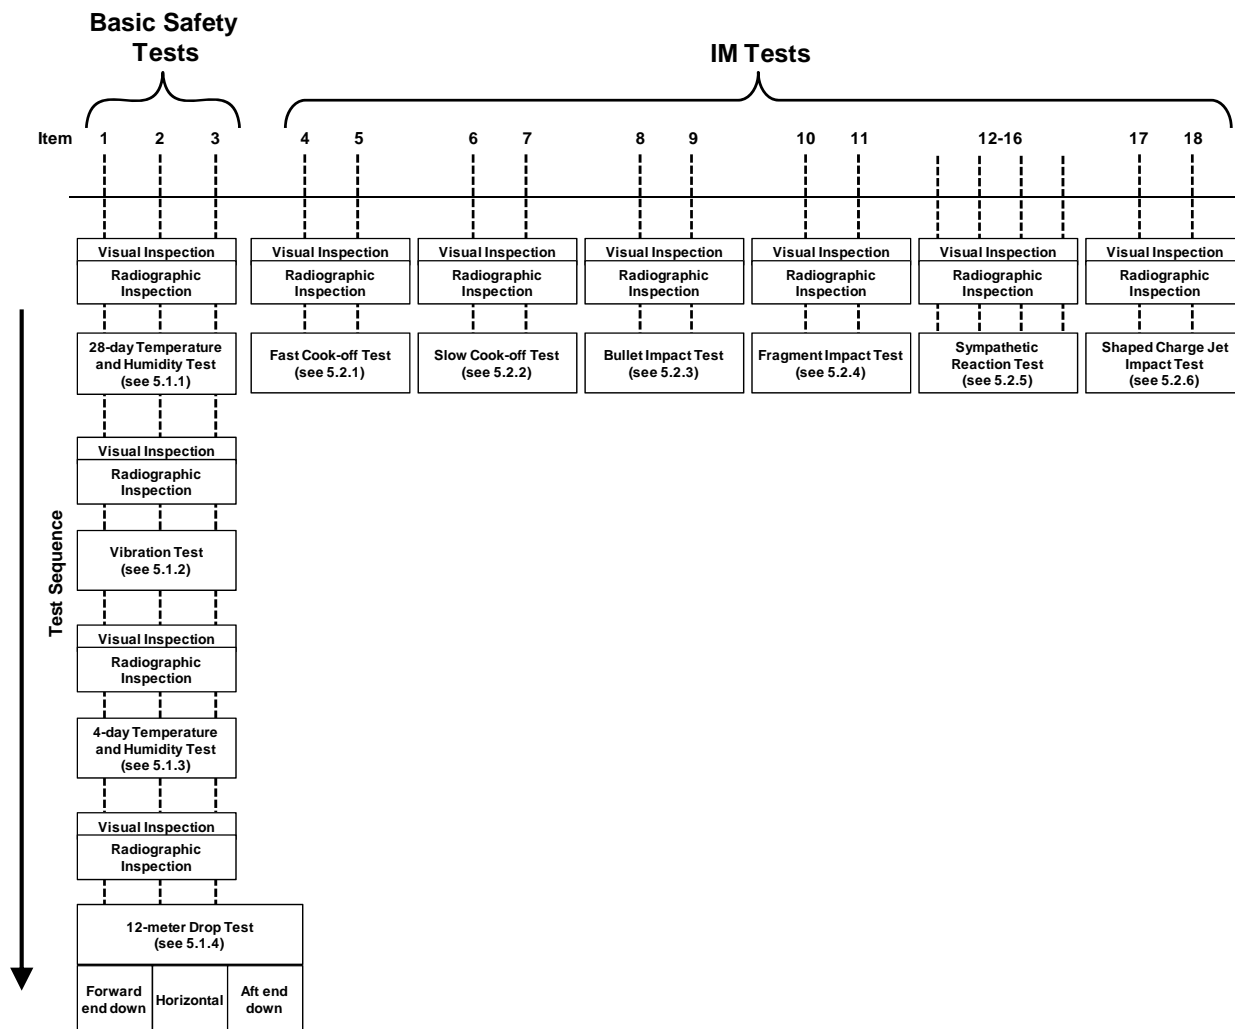 Basic Safety
Tests
IM Tests
Item
1
2
3
4
5
6
7
8
9
10
11
12-16
17
18
Visual Inspection
Radiographic
Inspection
Visual Inspection
Radiographic
Inspection
Visual Inspection
Radiographic
Inspection
Visual Inspection
Radiographic
Inspection
Visual Inspection
Radiographic
Inspection
Visual Inspection
Radiographic
Inspection
Visual Inspection
Radiographic
Inspection
28-day Temperature
and Humidity Test
(see 5.1.1)
Fast Cook-off Test
(see 5.2.1)
Slow Cook-off Test
(see 5.2.2)
Bullet Impact Test
(see 5.2.3)
Fragment Impact Test
(see 5.2.4)
Sympathetic
Reaction Test
(see 5.2.5)
Shaped Charge Jet
Impact Test
(see 5.2.6)
Visual Inspection
Radiographic
Inspection
Test Sequence
Vibration Test
(see 5.1.2)
Visual Inspection
Radiographic
Inspection
4-day Temperature
and Humidity Test
(see 5.1.3)
Visual Inspection
Radiographic
Inspection
12-meter Drop Test
(see 5.1.4)
Forward
end down
Horizontal
Aft end
down